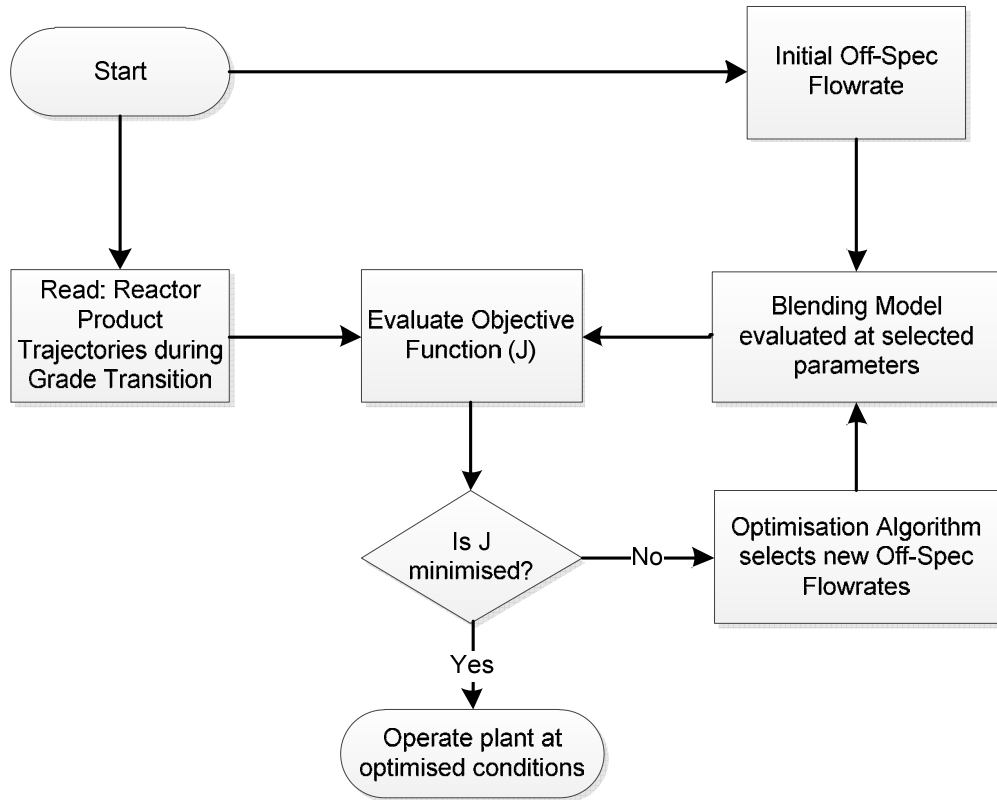 Start
Initial Off-Spec
Flowrate
Read: Reactor
Product
Trajectories during
Grade Transition
Evaluate Objective
Function (J)
Blending Model
evaluated at selected
parameters
Is J
minimised?
No
Optimisation Algorithm
selects new Off-Spec
Flowrates
Yes
Operate plant at
optimised conditions